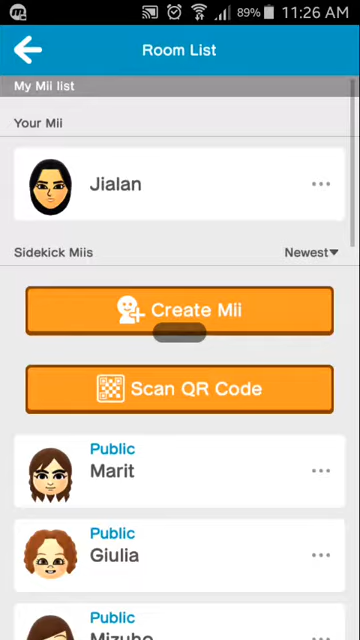 89% 11:26 AM
Room List
My Mii list
Your Mii
Jialan
Sidekick Miis
Newest▼
Create Mii
Scan QR Code
Public
Marit
Public
Giulia
Public
Mizuho